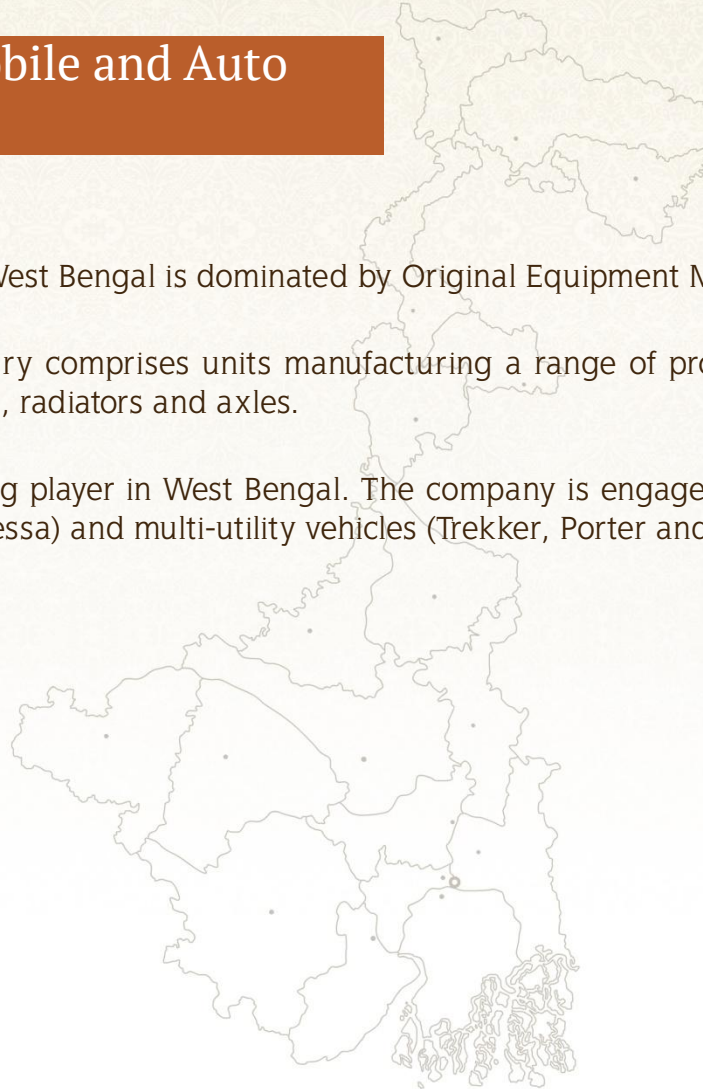 bile and Auto
West Bengal is dominated by Original Equipment M
ry comprises units manufacturing a range of pro
, radiators and axles.
g player in West Bengal. The company is engage
essa) and multi-utility vehicles (Trekker, Porter and